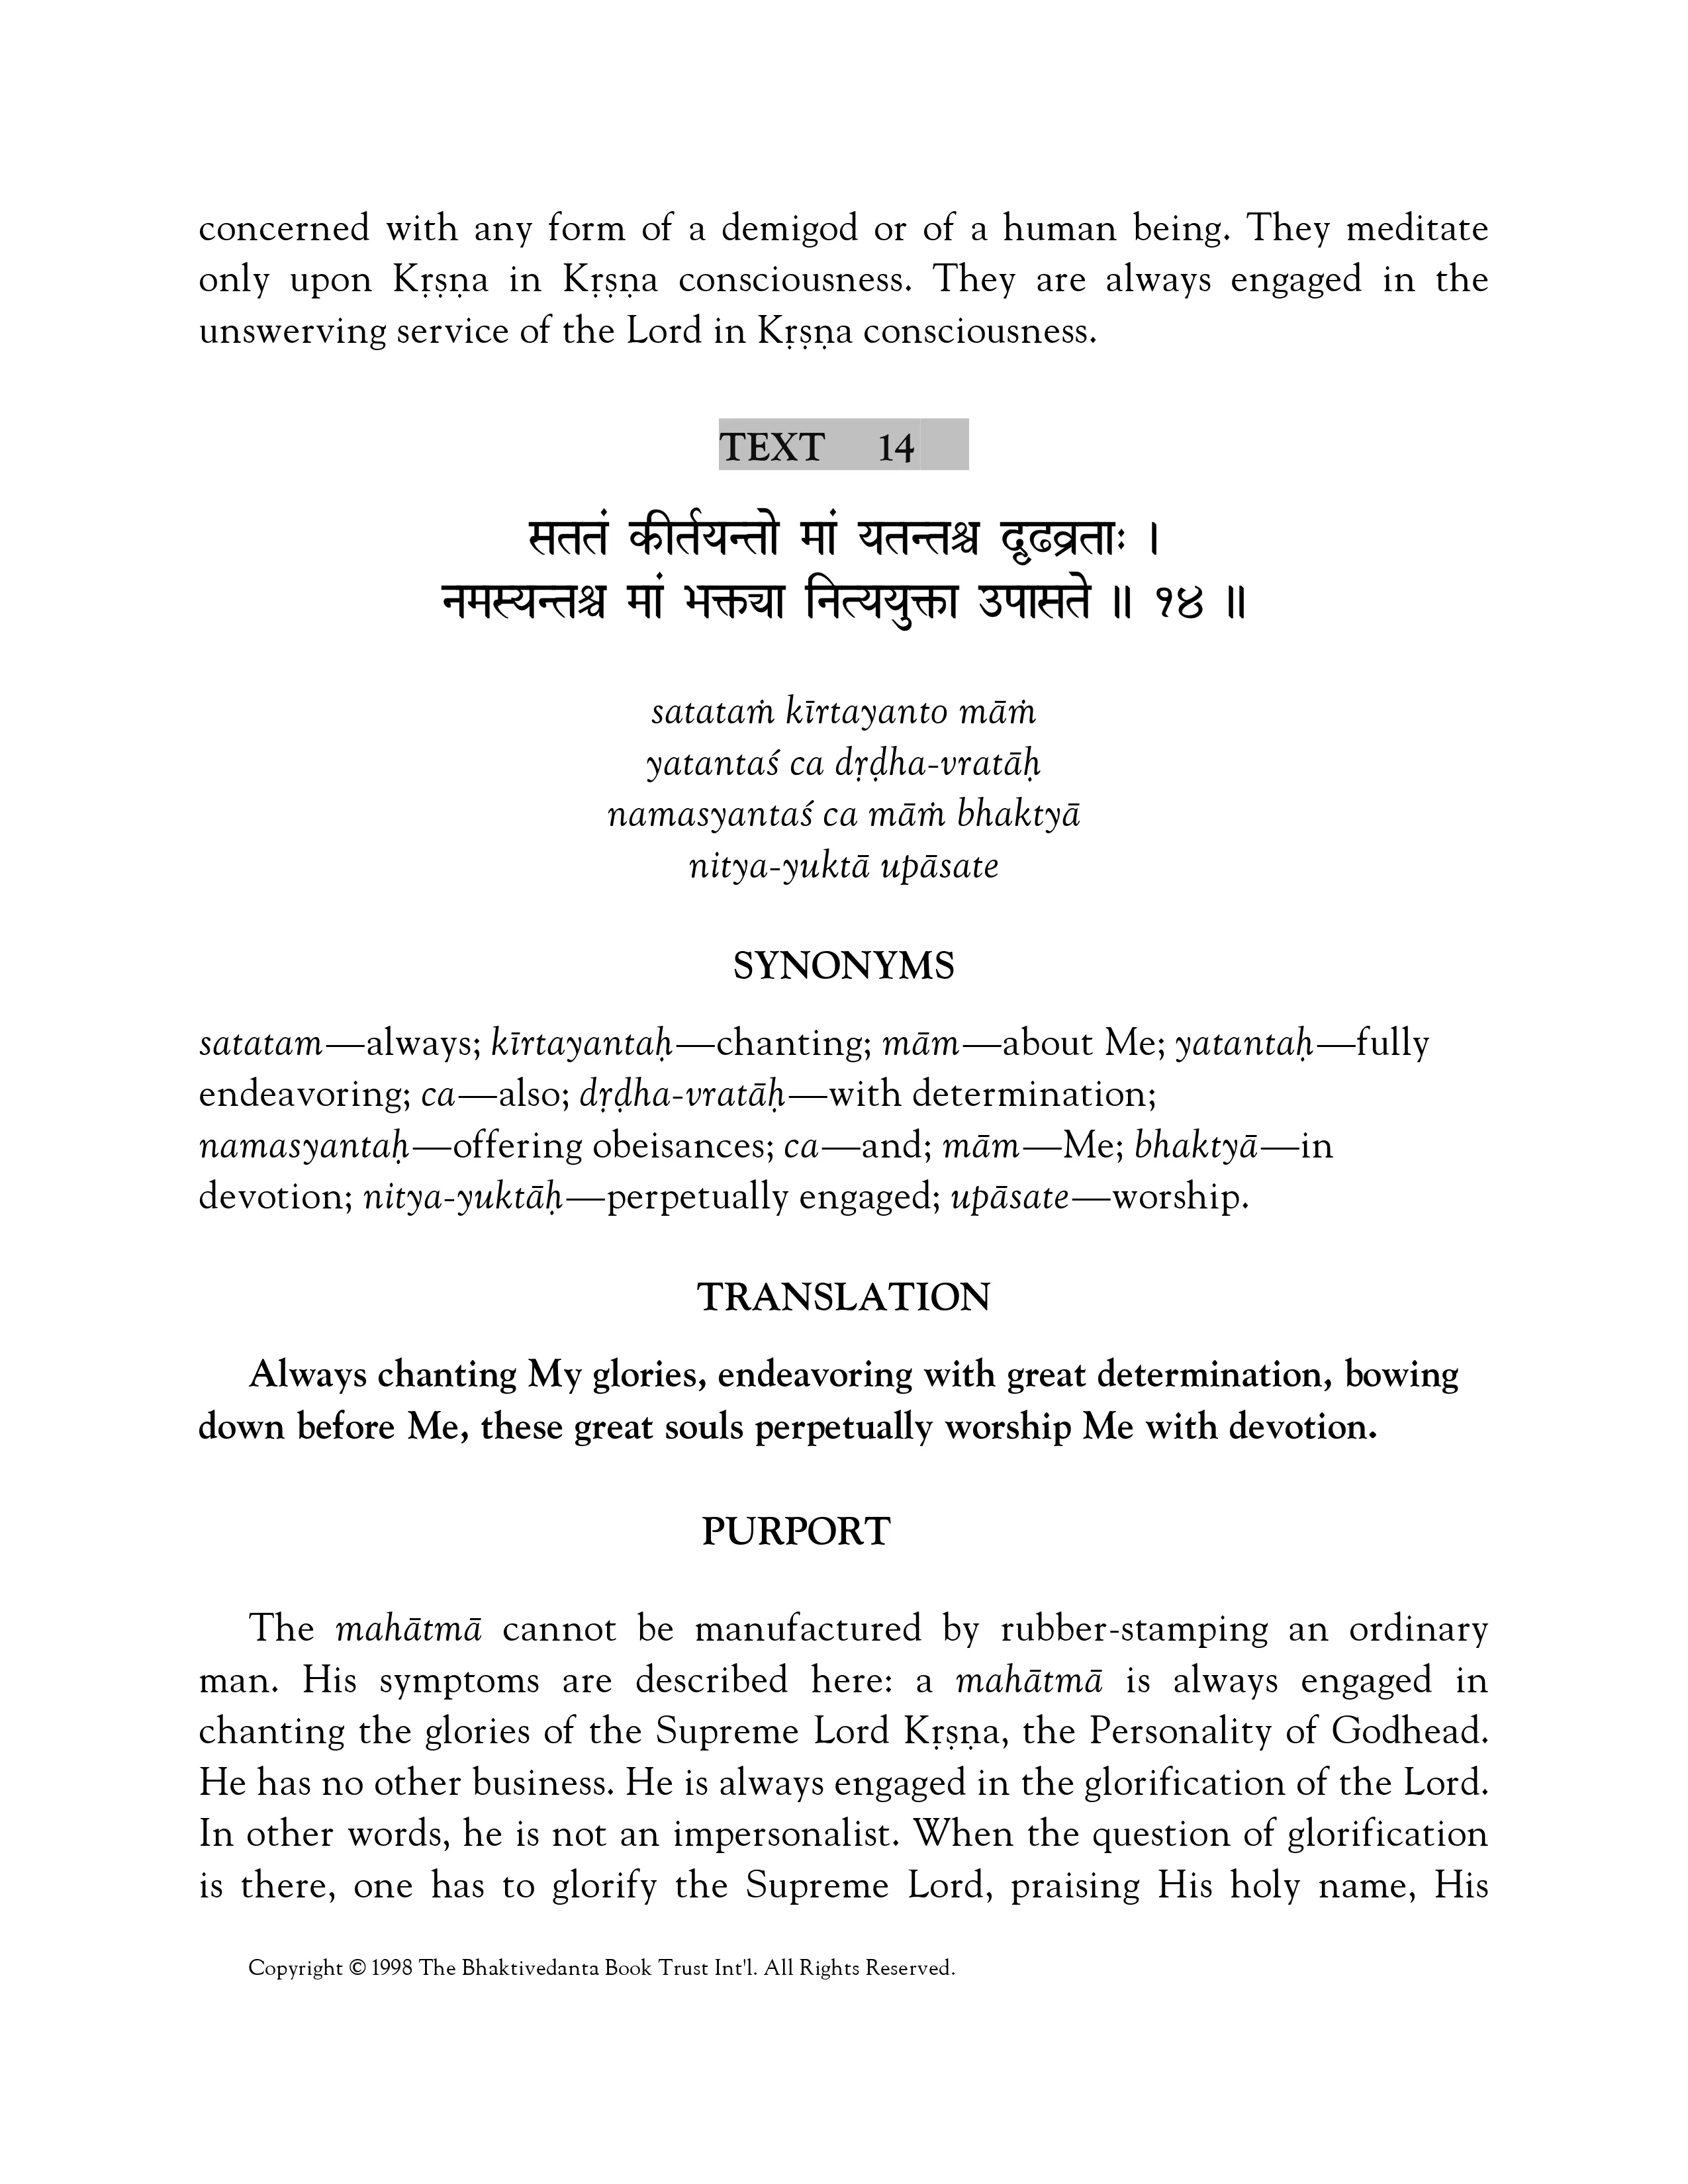 concerned with any form of a demigod or of a human being. They meditate
only upon Kṛṣṇa in Kṛṣṇa consciousness. They are always engaged in the
unswerving service of the Lord in Kṛṣṇa consciousness.
TEXT 14
सततं कीर्तयन्तो मां यतन्तश्च दृढव्रताः ।
नमस्यन्तश्च मां भक्त्या नित्ययुक्ता उपासते ॥ १४ ॥
satataṁ kīrtayanto māṁ
yatantaś ca dṛḍha-vratāḥ
namasyantaś ca māṁ bhaktyā
nitya-yuktā upāsate
SYNONYMS
satatam—always; kīrtayantaḥ—chanting; mām—about Me; yatantaḥ—fully
endeavoring; ca—also; dṛḍha-vratāḥ—with determination;
namasyantaḥ—offering obeisances; ca—and; mām—Me; bhaktyā—in
devotion; nitya-yuktāḥ—perpetually engaged; upāsate—worship.
TRANSLATION
Always chanting My glories, endeavoring with great determination, bowing
down before Me, these great souls perpetually worship Me with devotion.
PURPORT
The mahātmā cannot be manufactured by rubber-stamping an ordinary
man. His symptoms are described here: a mahātmā is always engaged in
chanting the glories of the Supreme Lord Kṛṣṇa, the Personality of Godhead.
He has no other business. He is always engaged in the glorification of the Lord.
In other words, he is not an impersonalist. When the question of glorification
is there, one has to glorify the Supreme Lord, praising His holy name, His
Copyright © 1998 The Bhaktivedanta Book Trust Int'l. All Rights Reserved.